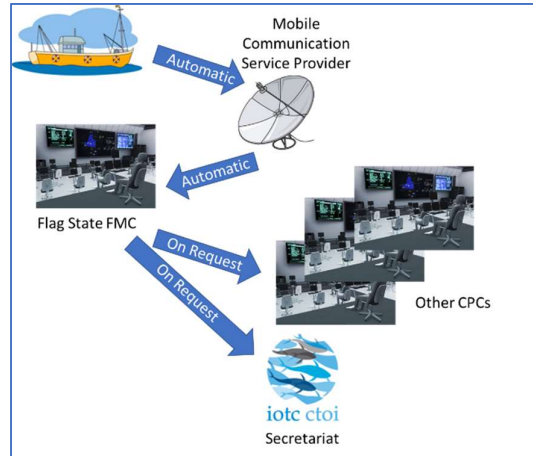 Mobile
Communication
Service Provider
Automatic
Automatic
Flag State FMC
On Request
On Request
Other CPCs
iotc ctoi
Secretariat